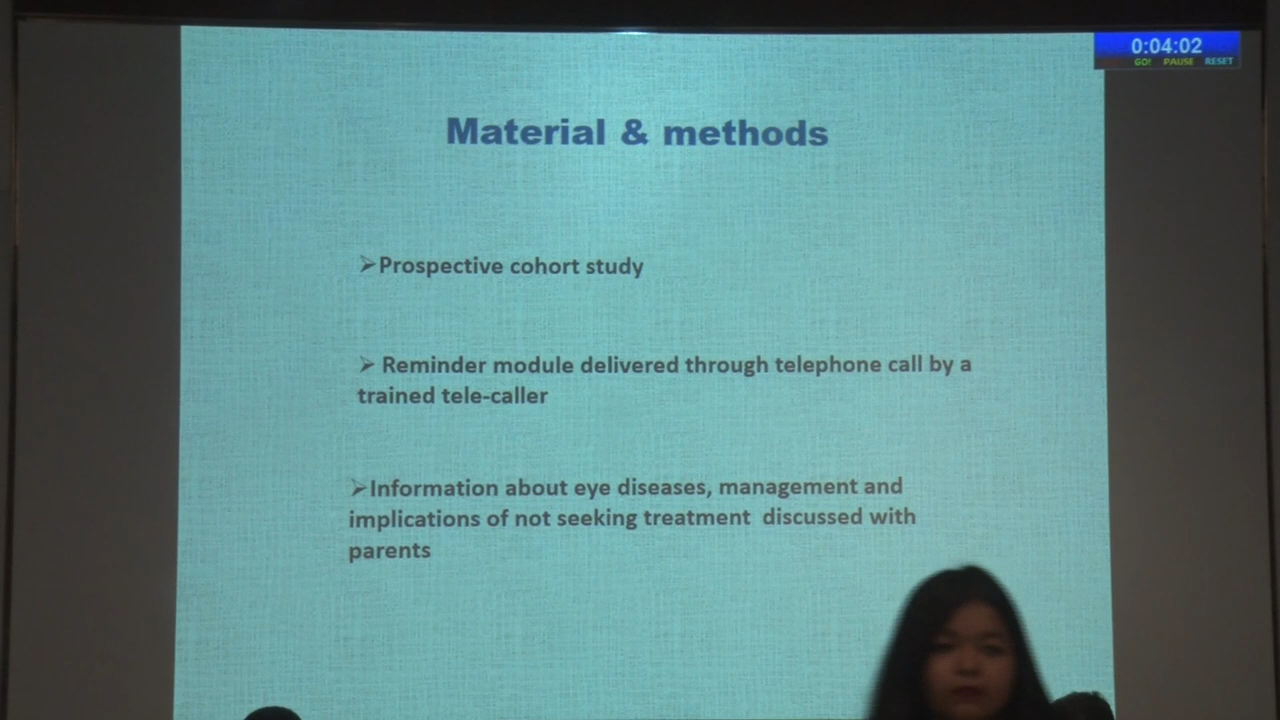 0:04:02
GO! PAUSE RESET
Material & methods
➢Prospective cohort study
➢ Reminder module delivered through telephone call by a
trained tele-caller
➢Information about eye diseases, management and
implications of not seeking treatment  discussed with
parents